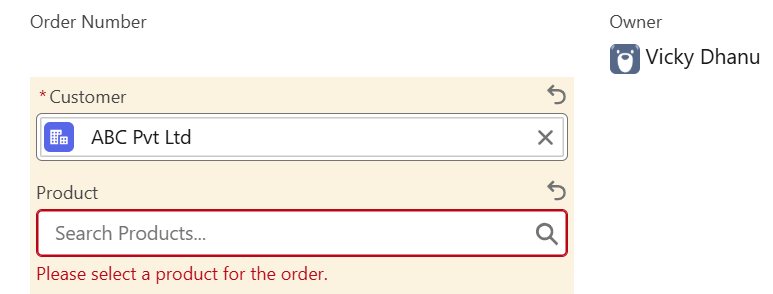 Order Number
Owner
Vicky Dhanu
*Customer
ABC Pvt Ltd
Product
Search Products...
Please select a product for the order.